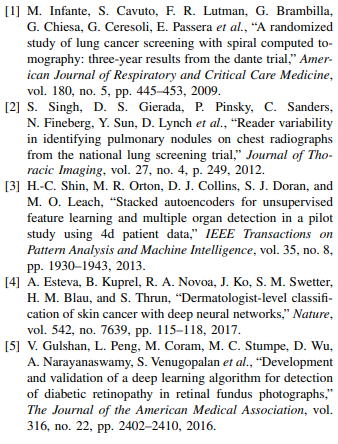 [1] M. Infante, S. Cavuto, F. R. Lutman, G. Brambilla,
G. Chiesa, G. Ceresoli, E. Passera et al., “A randomized
study of lung cancer screening with spiral computed to-
mography: three-year results from the dante trial,” Amer-
ican Journal of Respiratory and Critical Care Medicine,
vol. 180, no. 5, pp. 445–453, 2009.
[2] S. Singh, D. S. Gierada, P. Pinsky, C. Sanders,
N. Fineberg, Y. Sun, D. Lynch et al., “Reader variability
in identifying pulmonary nodules on chest radiographs
from the national lung screening trial,” Journal of Tho-
racic Imaging, vol. 27, no. 4, p. 249, 2012.
[3] H.-C. Shin, M. R. Orton, D. J. Collins, S. J. Doran, and
M. O. Leach, “Stacked autoencoders for unsupervised
feature learning and multiple organ detection in a pilot
study using 4d patient data,” IEEE Transactions on
Pattern Analysis and Machine Intelligence, vol. 35, no. 8,
pp. 1930–1943, 2013.
[4] A. Esteva, B. Kuprel, R. A. Novoa, J. Ko, S. M. Swetter,
H. M. Blau, and S. Thrun, “Dermatologist-level classifi-
cation of skin cancer with deep neural networks,” Nature,
vol. 542, no. 7639, pp. 115–118, 2017.
[5] V. Gulshan, L. Peng, M. Coram, M. C. Stumpe, D. Wu,
A. Narayanaswamy, S. Venugopalan et al., “Development
and validation of a deep learning algorithm for detection
of diabetic retinopathy in retinal fundus photographs,”
The Journal of the American Medical Association, vol.
316, no. 22, pp. 2402–2410, 2016.